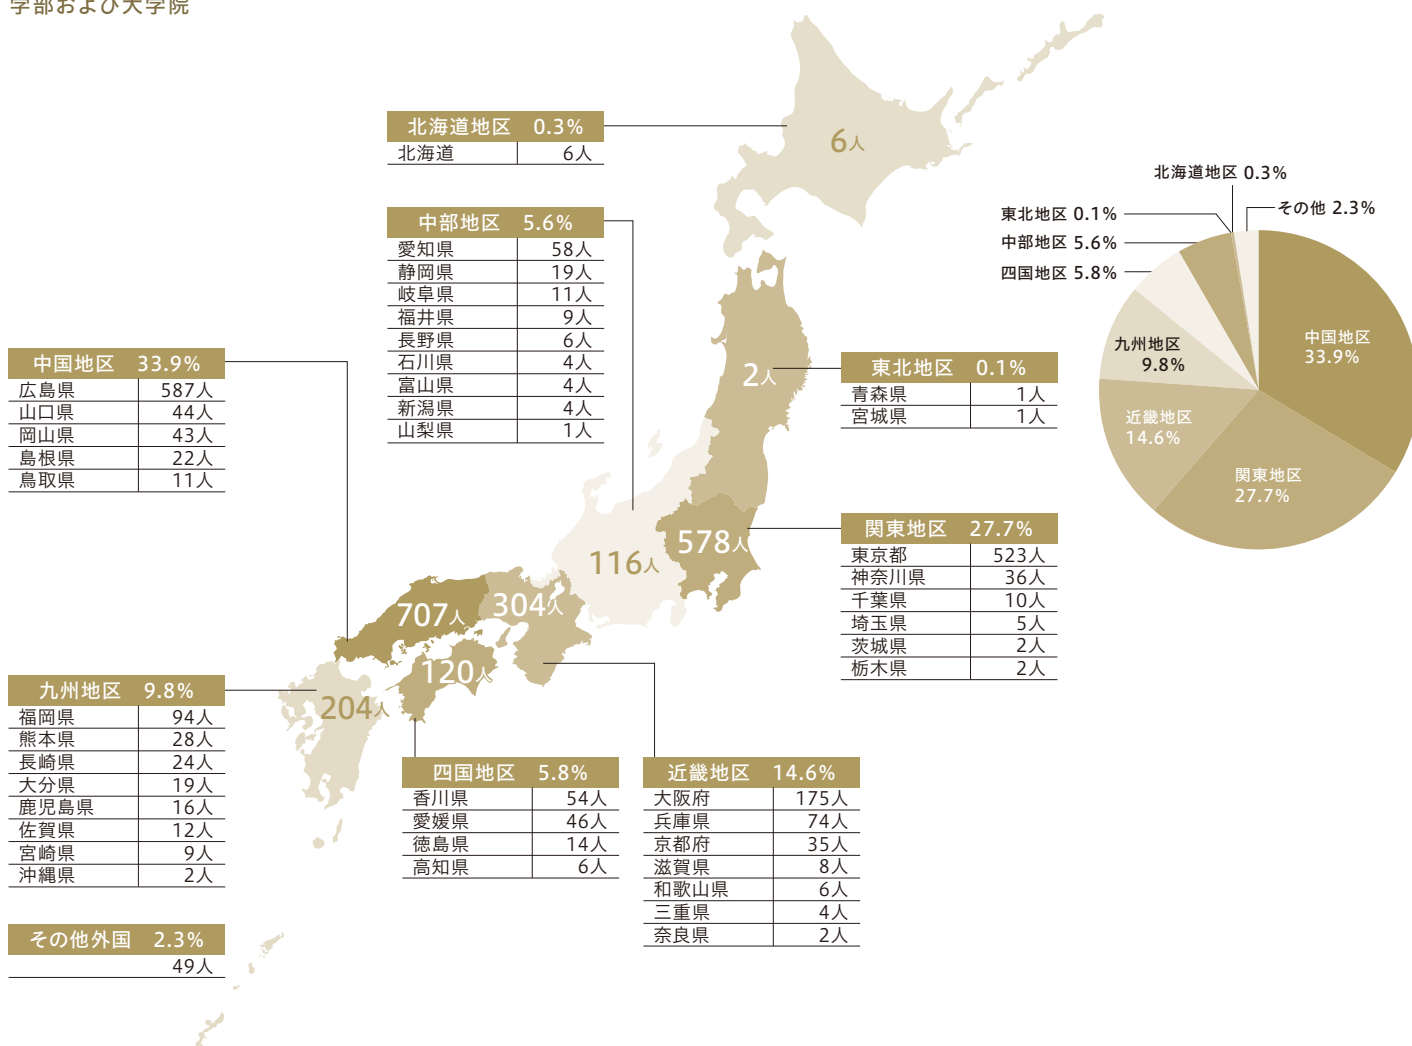 学部および大学院
北海道地区 0.3%
北海道 6人
中部地区 5.6%
愛知県 58人
静岡県 19人
岐阜県 11人
福井県 9人
長野県 6人
石川県 4人
富山県 4人
新潟県 4人
山梨県 1人
中国地区 33.9%
広島県 587人
山口県 44人
岡山県 43人
島根県 22人
鳥取県 11人
九州地区 9.8%
福岡県 94人
熊本県 28人
長崎県 24人
大分県 19人
鹿児島県 16人
佐賀県 12人
宮崎県 9人
沖縄県 2人
その他外国 2.3%
49人
四国地区 5.8%
香川県 54人
愛媛県 46人
徳島県 14人
高知県 6人
近畿地区 14.6%
大阪府 175人
兵庫県 74人
京都府 35人
滋賀県 8人
和歌山県 6人
三重県 4人
奈良県 2人
東北地区 0.1%
青森県 1人
宮城県 1人
関東地区 27.7%
東京都 523人
神奈川県 36人
千葉県 10人
埼玉県 5人
茨城県 2人
栃木県 2人
6人
2人
578人
116人
304人
707人
120人
204人
北海道地区 0.3%
東北地区 0.1%
その他 2.3%
中部地区 5.6%
四国地区 5.8%
中国地区
33.9%
九州地区
9.8%
近畿地区
14.6%
関東地区
27.7%